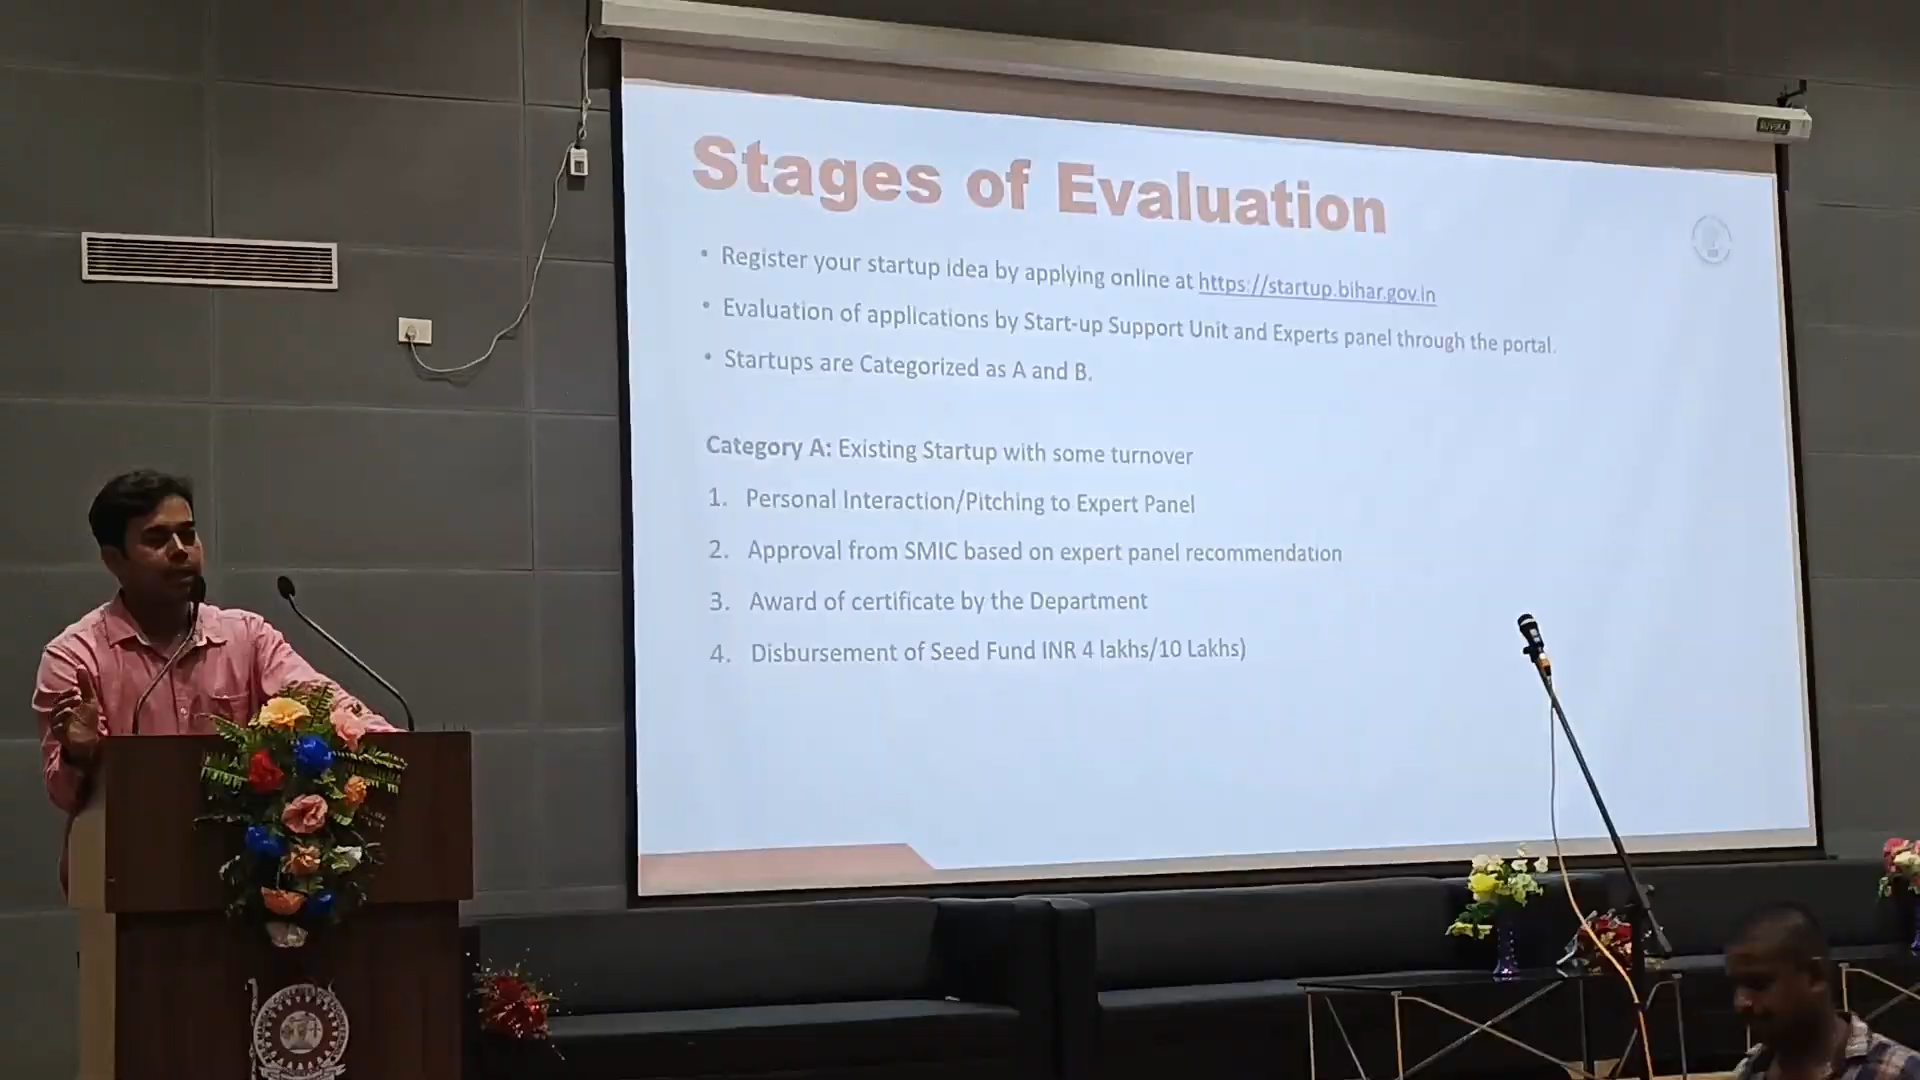 Stages of Evaluation
• Register your startup idea by applying online at https://startup.bihar.gov.in
• Evaluation of applications by Start-up Support Unit and Experts panel through the portal.
• Startups are Categorized as A and B.
Category A: Existing Startup with some turnover
1. Personal Interaction/Pitching to Expert Panel
2. Approval from SMIC based on expert panel recommendation
3. Award of certificate by the Department
4. Disbursement of Seed Fund INR 4 lakhs/10 Lakhs)